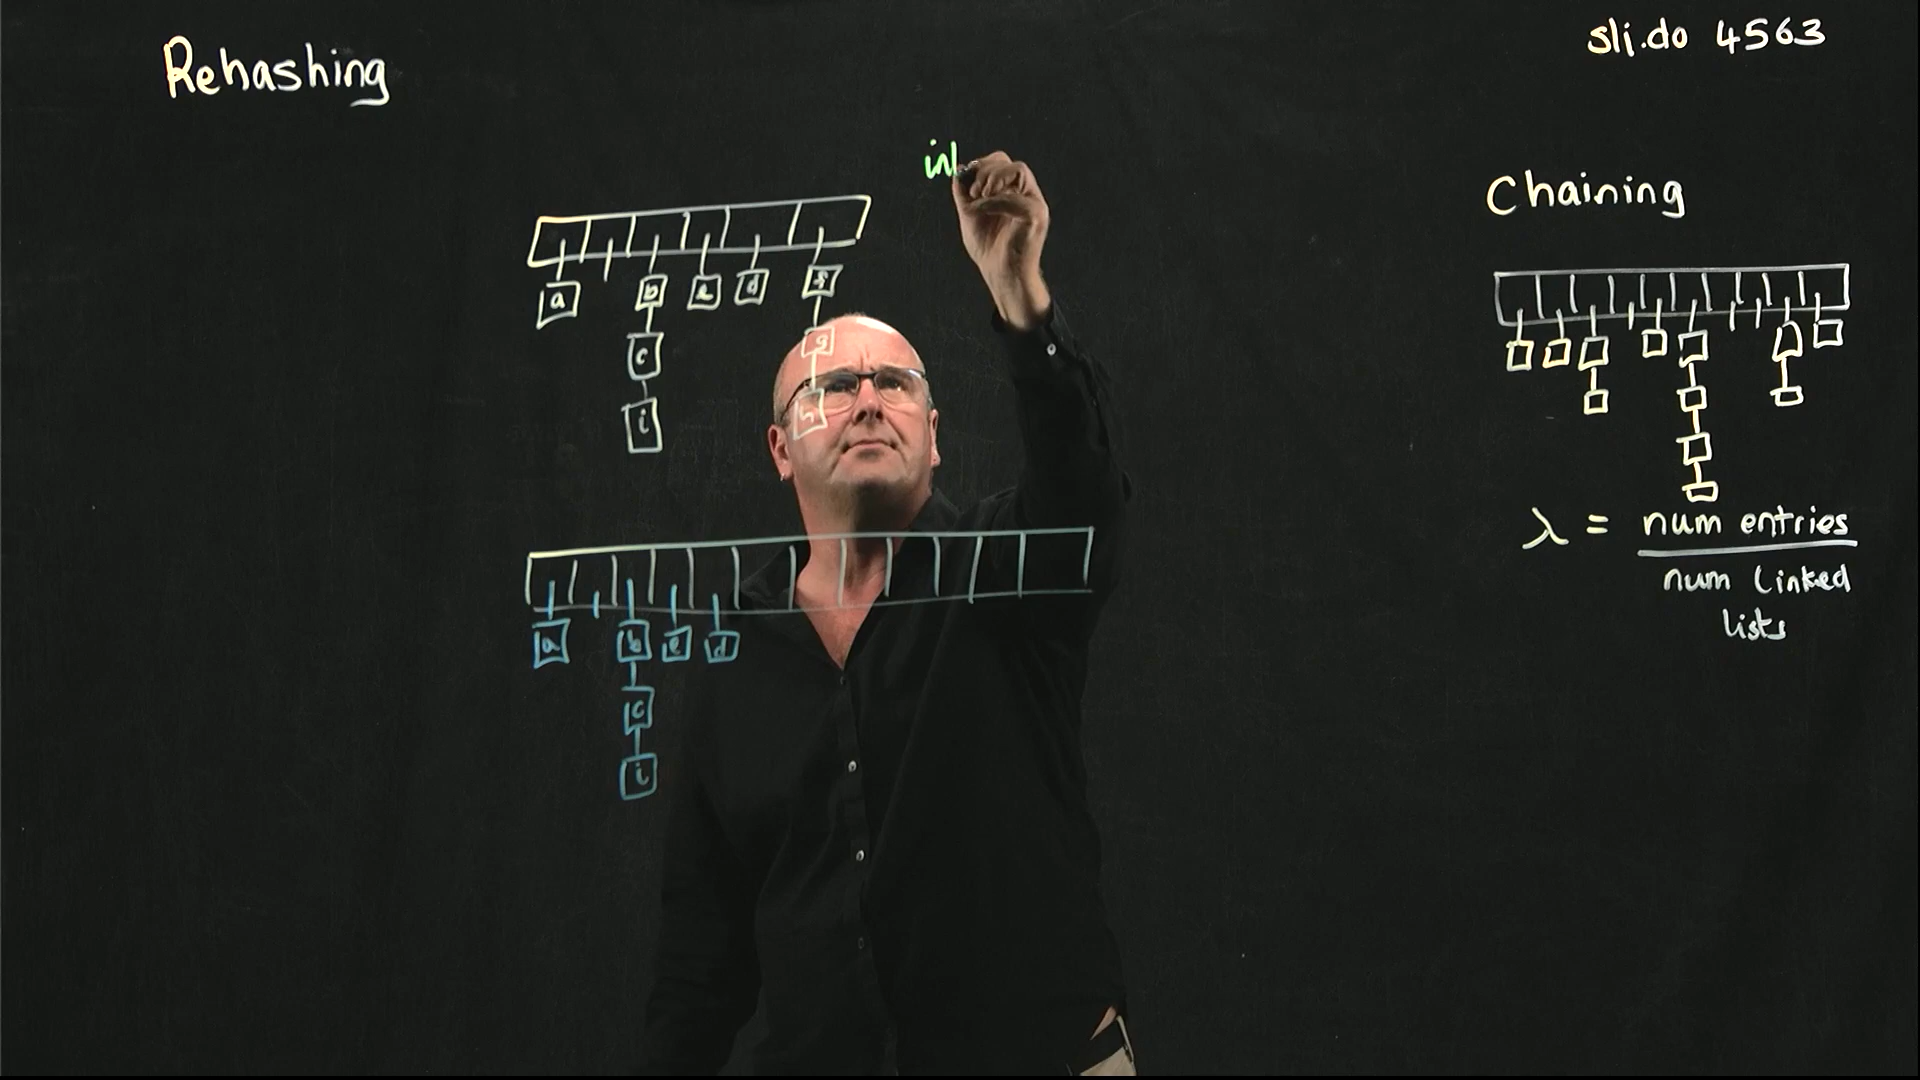 Rehashing
sli.do 4563
Chaining
a b e d f
c g
i h
λ = num entries
num linked
lists
a b e d
c
i